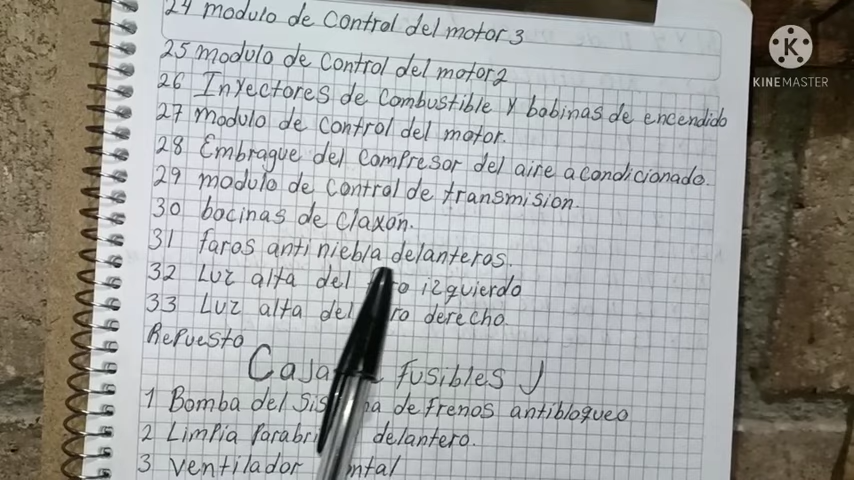 24 modulo de Control del motor 3
25 modulo de Control del motor 2
26 Inyectores de Combustible y bobinas de encendido
27 modulo de Control del motor.
28 Embrague del Compresor del aire acondicionado.
29 modulo de Control de transmision.
30 bocinas de Claxon.
31 faros antiniebla delanteros.
32 Luz alta del izquierdo
33 Luz alta del derecho.
Repuesto
Caja Fusibles J
1 Bomba del de Frenos antibloqueo
2 Limpia delantero.
3 Ventilador
K
KINEMASTER